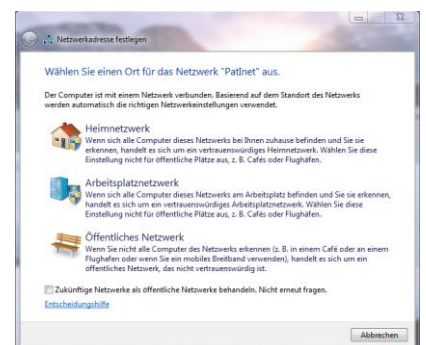 Netzwerkadresse festlegen
Wählen Sie einen Ort für das Netzwerk "PatInet" aus.
Der Computer ist mit einem Netzwerk verbunden. Basierend auf dem Standort des Netzwerks
werden automatisch die richtigen Netzwerkeinstellungen verwendet.
Heimnetzwerk
Wenn sich alle Computer dieses Netzwerks bei Ihnen zuhause befinden und Sie sie
erkennen, handelt es sich um ein vertrauenswürdiges Heimnetzwerk. Wählen Sie diese
Einstellung nicht für öffentliche Plätze aus, z. B. Cafés oder Flughäfen.
Arbeitsplatznetzwerk
Wenn sich alle Computer dieses Netzwerks am Arbeitsplatz befinden und Sie sie erkennen,
handelt es sich um ein vertrauenswürdiges Arbeitsplatznetzwerk. Wählen Sie diese
Einstellung nicht für öffentliche Plätze aus, z. B. Cafés oder Flughäfen.
Öffentliches Netzwerk
Wenn Sie nicht alle Computer des Netzwerks erkennen (z. B. in einem Café oder an einem
Flughafen oder wenn Sie ein mobiles Breitband verwenden), handelt es sich um ein
öffentliches Netzwerk, das nicht vertrauenswürdig ist.
Zukünftige Netzwerke als öffentliche Netzwerke behandeln. Nicht erneut fragen.
Entscheidungshilfe
Abbrechen